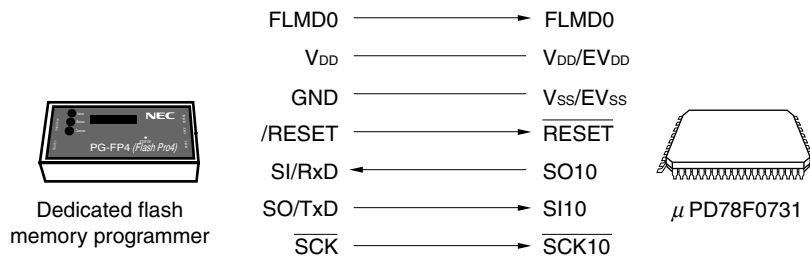 FLMD0 FLMD0
VDD VDD/EVDD
GND VSS/EVSS
/RESET RESET
SI/RxD SO10
SO/TxD SI10
SCK SCK10
NEC
PG-FP4 (Flash Pro4)
Dedicated flash
memory programmer
μ PD78F0731